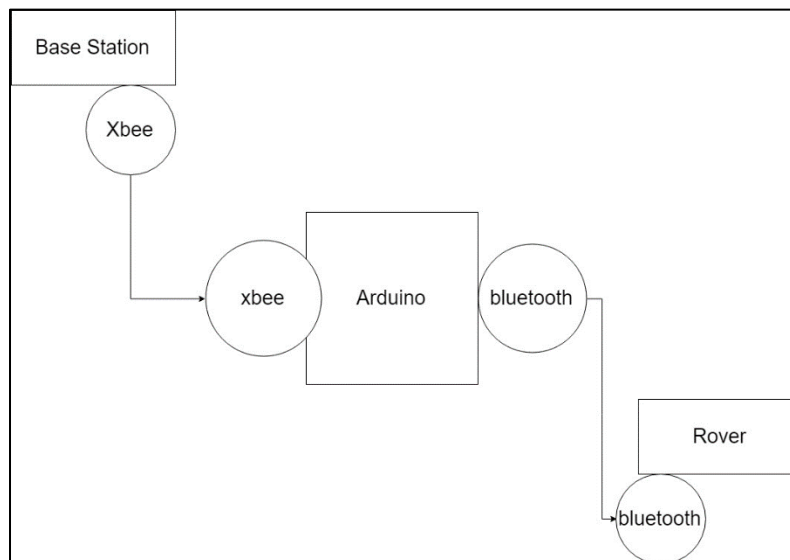 Base Station
Xbee
xbee
Arduino
bluetooth
Rover
bluetooth